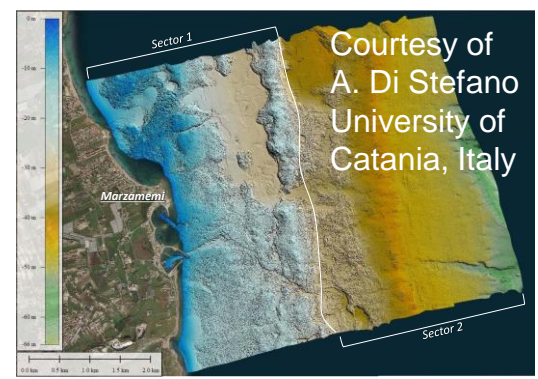 0 m
Sector 1
Courtesy of
A. Di Stefano
University of
Catania, Italy
-10 m
-20 m
-30 m
Marzamemi
-40 m
-50 m
Sector 2
0.0 km 0.5 km 1.0 km 1.5 km 2.0 km